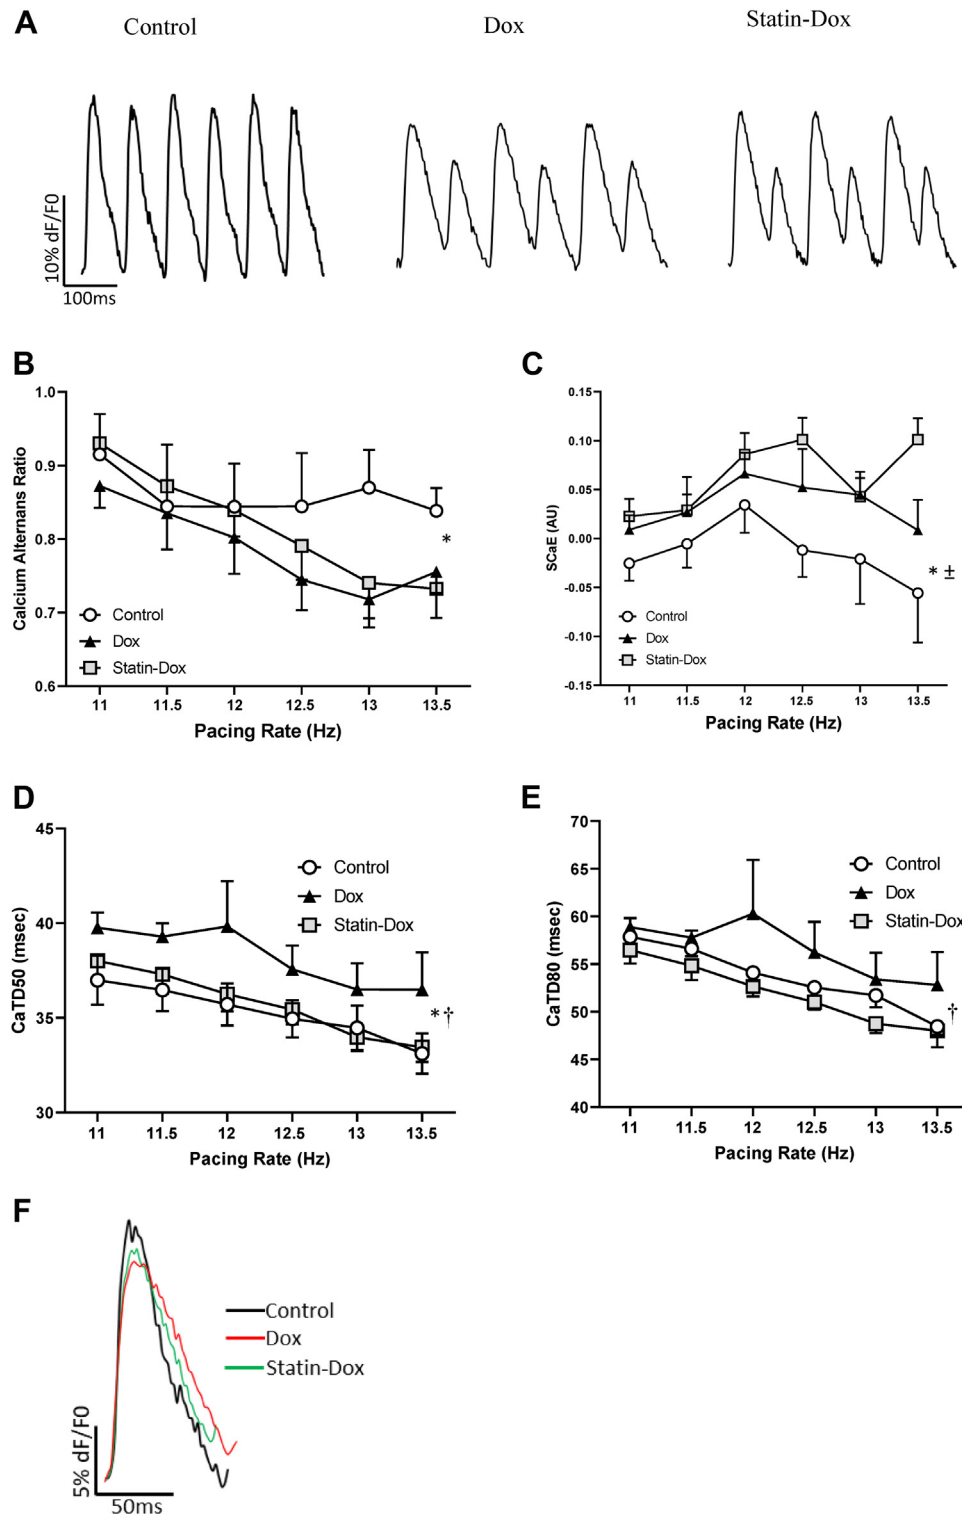 A
Control
Dox
Statin-Dox
10% dF/F0
100ms
B
Calcium Alternans Ratio
1.0
0.9
0.8
0.7
0.6
*
Control
Dox
Statin-Dox
11 11.5 12 12.5 13 13.5
Pacing Rate (Hz)
C
SCaE (AU)
0.15
0.10
0.05
0.00
-0.05
-0.10
-0.15
* ±
Control
Dox
Statin-Dox
11 11.5 12 12.5 13 13.5
Pacing Rate (Hz)
D
CaTD50 (msec)
45
40
35
30
Control
Dox
Statin-Dox
*†
11 11.5 12 12.5 13 13.5
Pacing Rate (Hz)
E
CaTD80 (msec)
70
65
60
55
50
45
40
Control
Dox
Statin-Dox
†
11 11.5 12 12.5 13 13.5
Pacing Rate (Hz)
F
Control
Dox
Statin-Dox
5% dF/F0
50ms